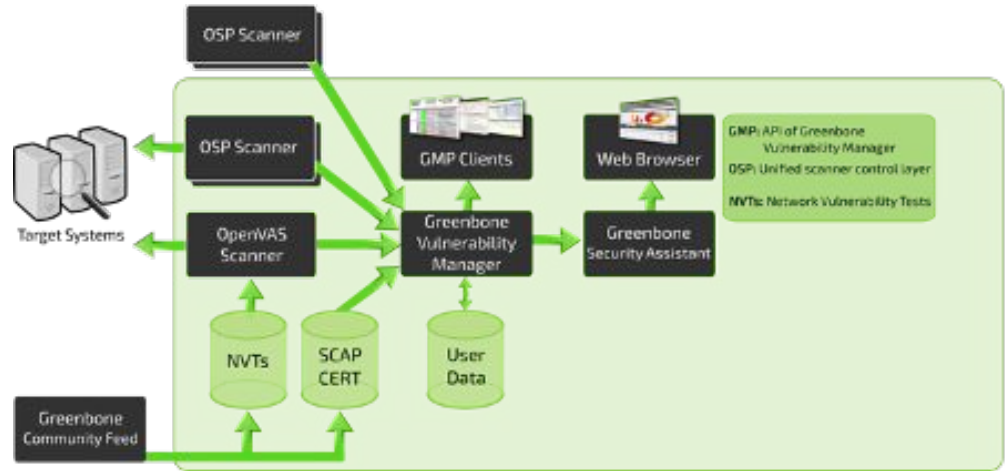 OSP Scanner
OSP Scanner
GMP Clients
Web Browser
GMP: API of Greenbone
Vulnerability Manager
OSP: Unified scanner control layer
NVTs: Network Vulnerability Tests
Target Systems
OpenVAS
Scanner
Greenbone
Vulnerability
Manager
Greenbone
Security Assistant
NVTs
SCAP
CERT
User
Data
Greenbone
Community Feed